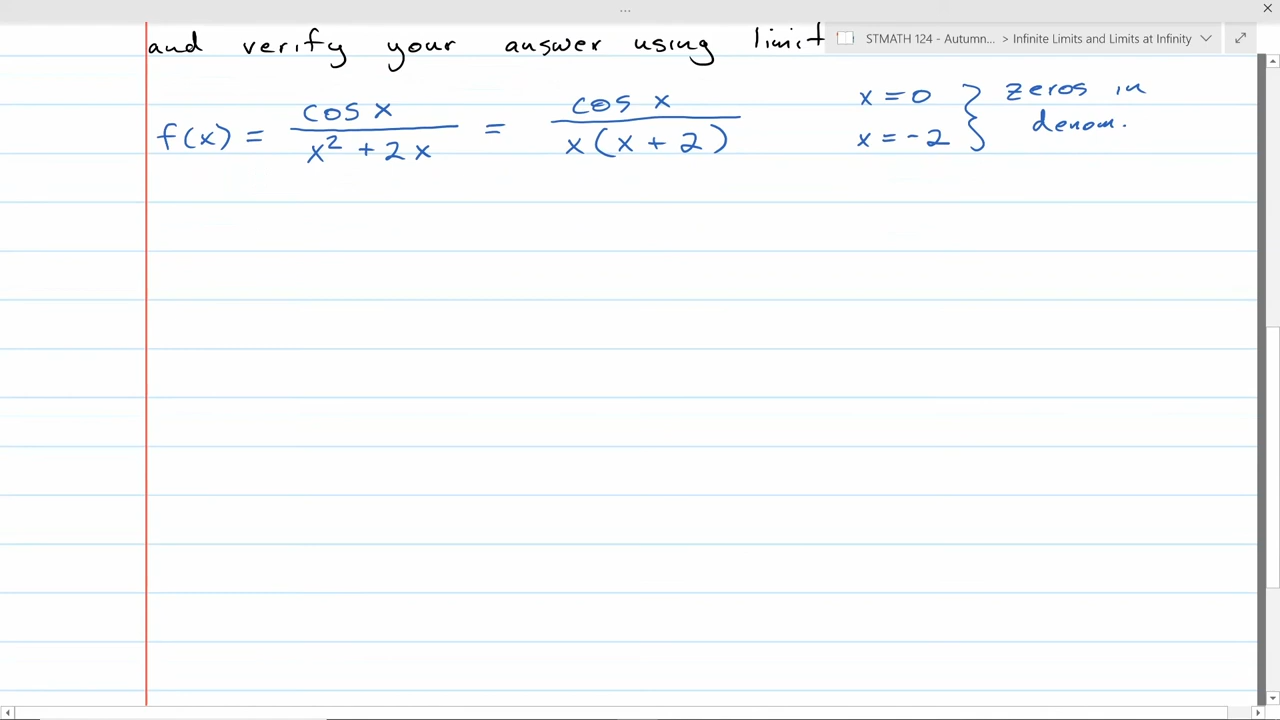 ...
STMATH 124 - Autumn... > Infinite Limits and Limits at Infinity
and verify your answer using limit
f(x) = cos x / x² + 2x = cos x / x(x + 2) x = 0 x = -2 } zeros in denom.